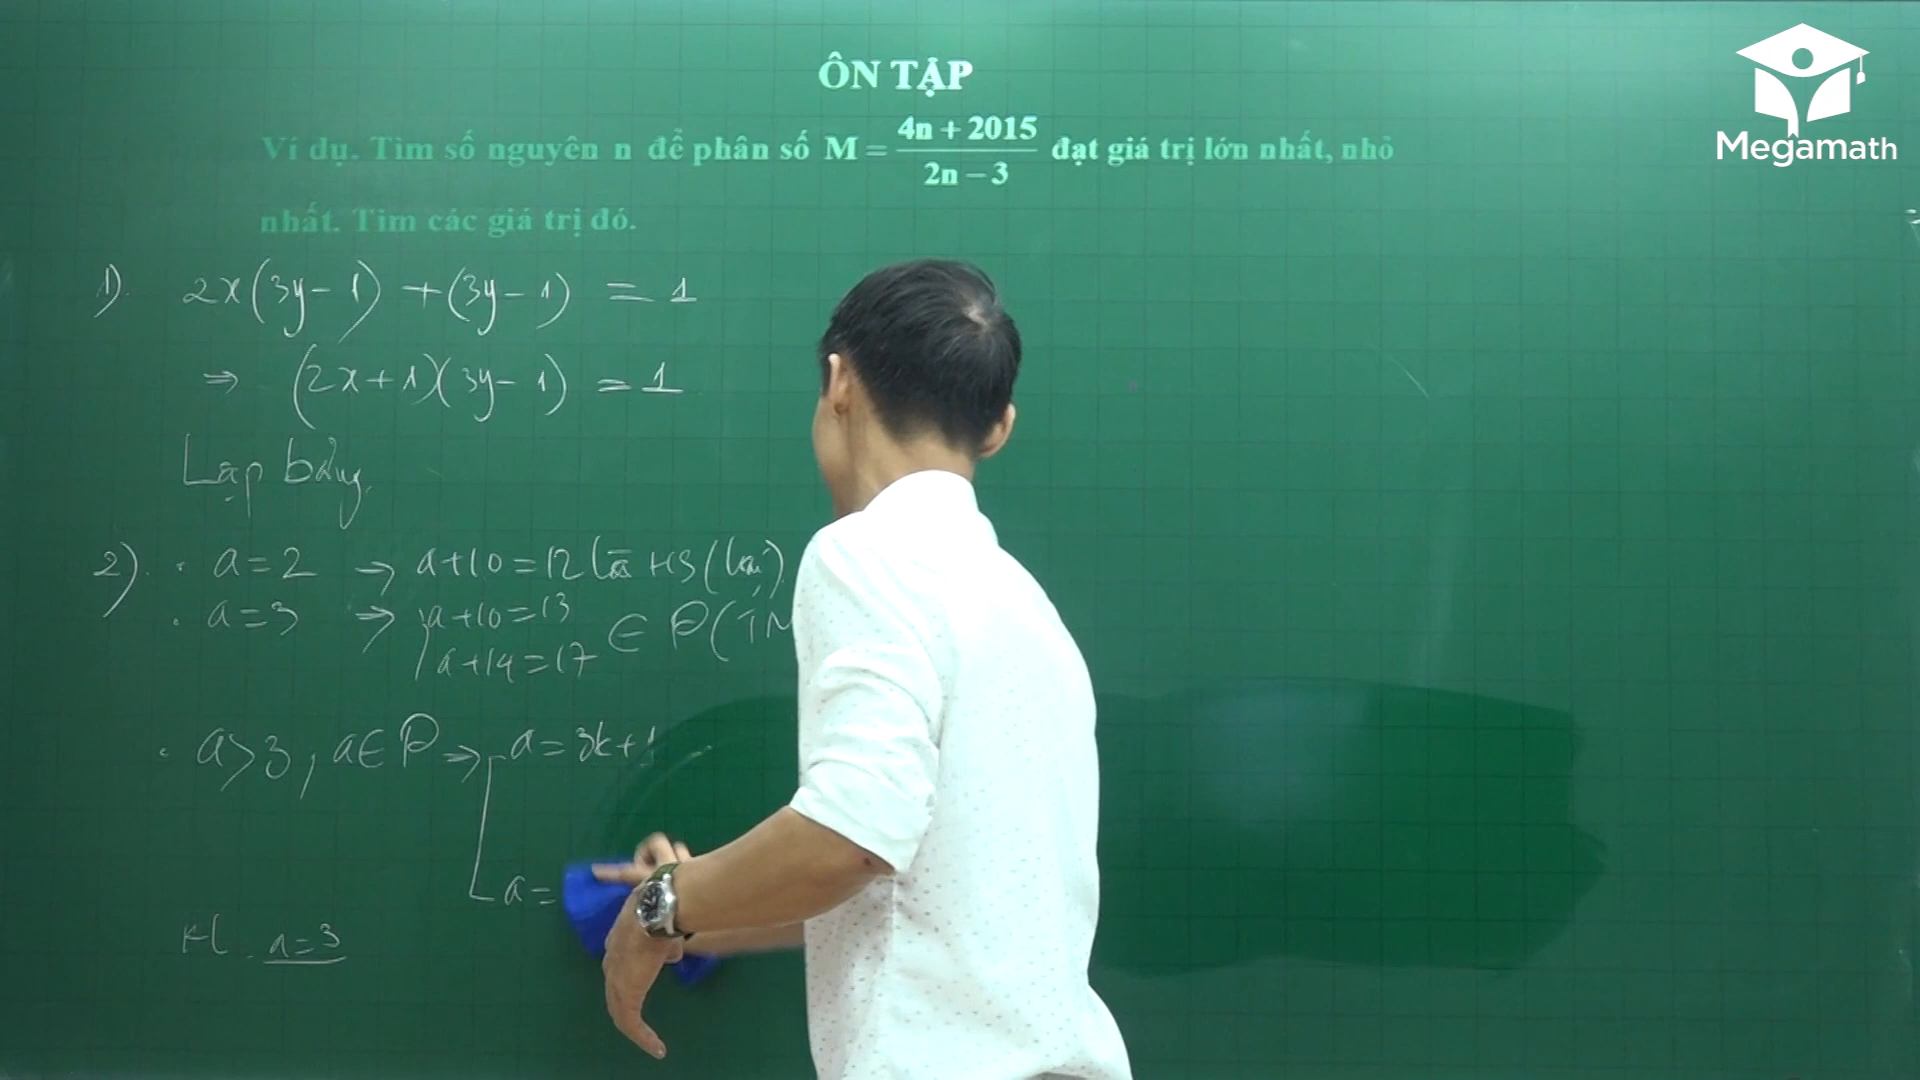 Megamath
ÔN TẬP
Ví dụ. Tìm số nguyên n để phân số M = \frac{4n + 2015}{2n - 3} đạt giá trị lớn nhất, nhỏ
nhất. Tìm các giá trị đó.
1). 2x(3y-1) + (3y-1) = 1
⇒ (2x+1)(3y-1) = 1
Lập bảng.
2). • a=2 → a+10=12 là HS (loại).
• a=3 ⇒ a+10=13
a+14=17 ∈ P (TM
• a>3, a∈P ⇒ a=3k+1
a=
KL. a=3